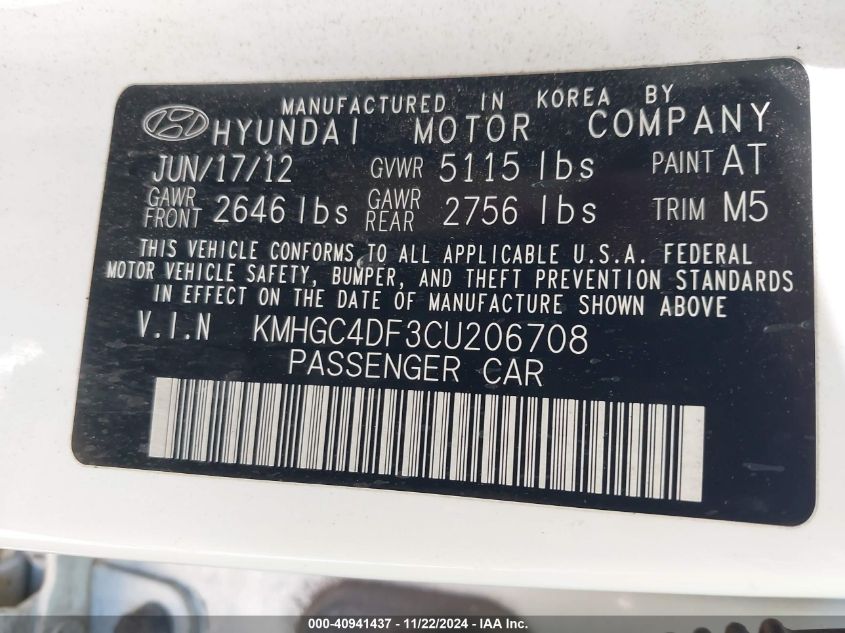 MANUFACTURED IN KOREA BY
HYUNDAI MOTOR COMPANY
JUN/17/12 GVWR 5115 lbs PAINT AT
GAWR FRONT 2646 lbs GAWR REAR 2756 lbs TRIM M5
THIS VEHICLE CONFORMS TO ALL APPLICABLE U.S.A. FEDERAL
MOTOR VEHICLE SAFETY, BUMPER, AND THEFT PREVENTION STANDARDS
IN EFFECT ON THE DATE OF MANUFACTURE SHOWN ABOVE
V.I.N KMHGC4DF3CU206708
PASSENGER CAR
000-40941437 - 11/22/2024 - IAA, Inc.